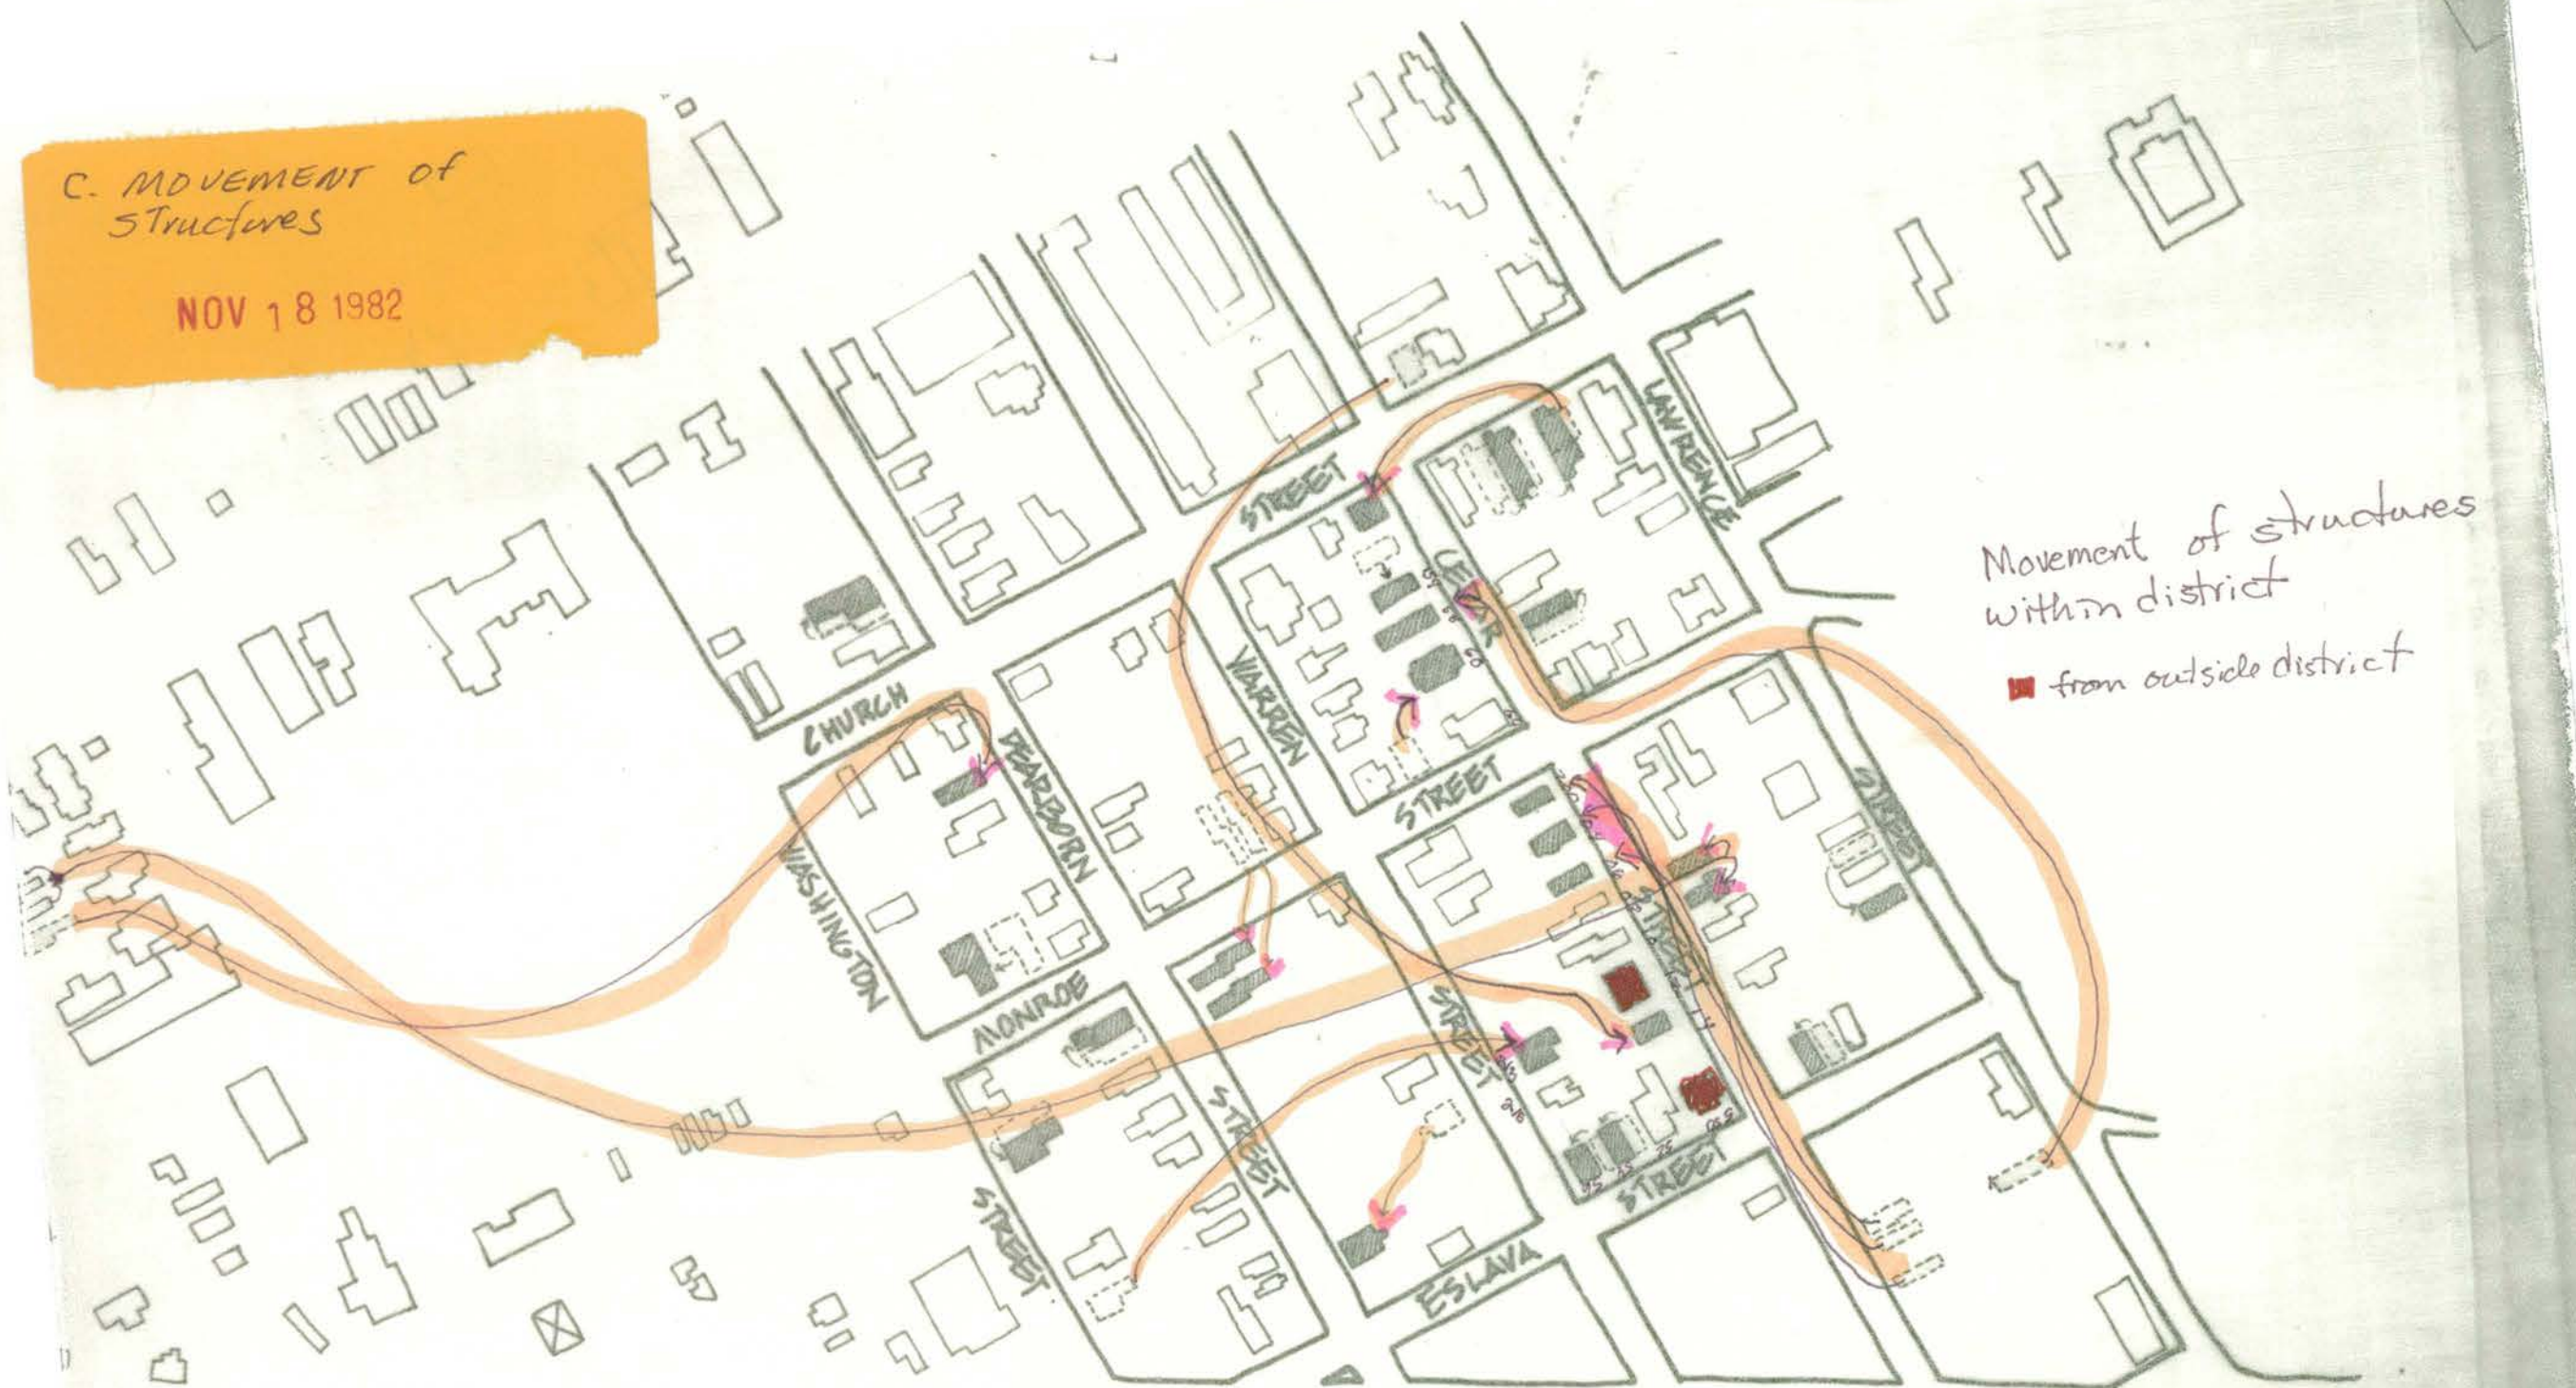 C. MOVEMENT of
structures
NOV 18 1982
Movement of structures
within district
from outside district
LAWRENCE
STREET
CEDAR
WARREN
CHURCH
DEARBORN
STREET
STREET
WASHINGTON
STREET
MONROE
STREET
STREET
STREET
STREET
ESLAVA